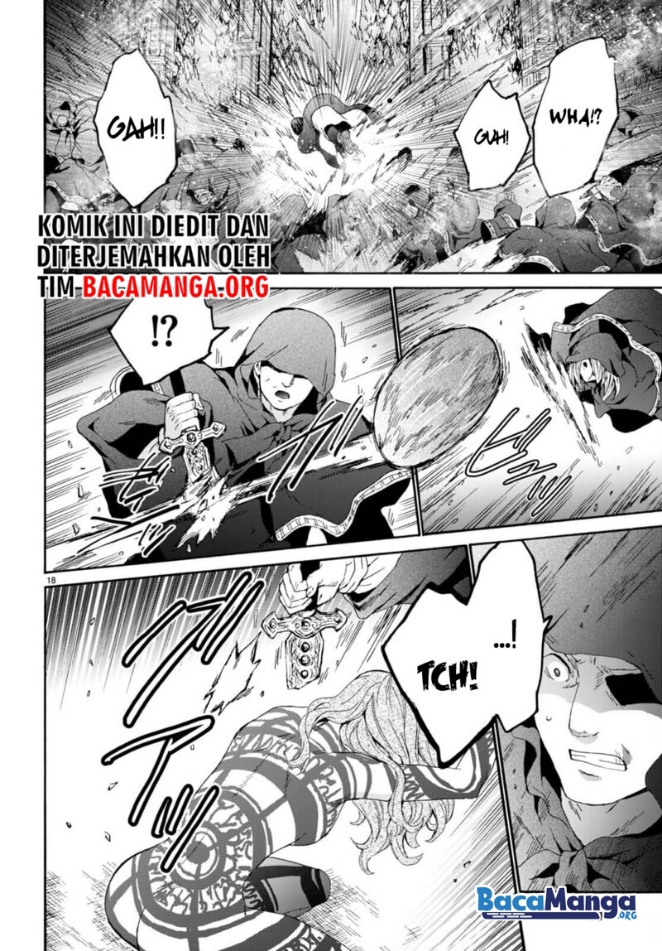 GAH!!
GUH!
WHA!?
KOMIK INI DIEDIT DAN
DITERJEMAHKAN OLEH
TIM BACAMANGA.ORG
!?
18
...!
TCH!
BacaManga
.ORG